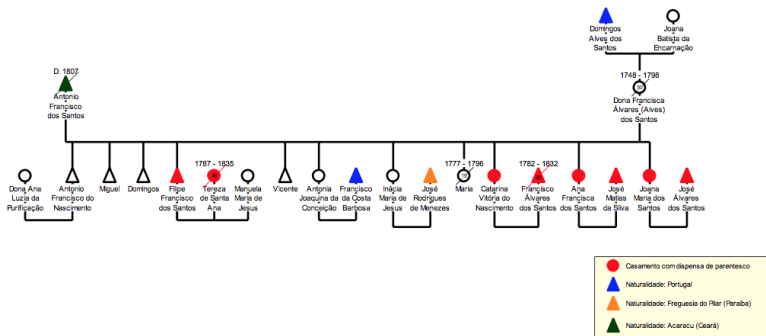 Domingos
Alves dos
Santos
Joana
Batista da
Encarnação
D. 1807
Antonio
Francisco
dos Santos
1748 - 1798
50
Dona Francisca
Álvares (Alves)
dos Santos
Dona Ana
Luzia da
Purificação
Antonio
Francisco do
Nascimento
Miguel
Domingos
Filipe
Francisco
dos Santos
1787 - 1835
48
Tereza
de Santa
Ana
Manuela
Maria de
Jesus
Vicente
Antonia
Joaquina da
Conceição
Francisco
da Costa
Barbosa
Inácia
Maria de
Jesus
José
Rodrigues
de Menezes
1777 - 1796
19
Maria
Catarina
Vitória do
Nascimento
1782 - 1832
50
Francisco
Álvares dos
Santos
Ana
Francisca
dos Santos
José
Matias
da Silva
Joana
Maria dos
Santos
José
Álvares
dos Santos
Casamento com dispensa de parentesco
Naturalidade: Portugal
Naturalidade: Freguesia do Pilar (Paraíba)
Naturalidade: Acaracu (Ceará)